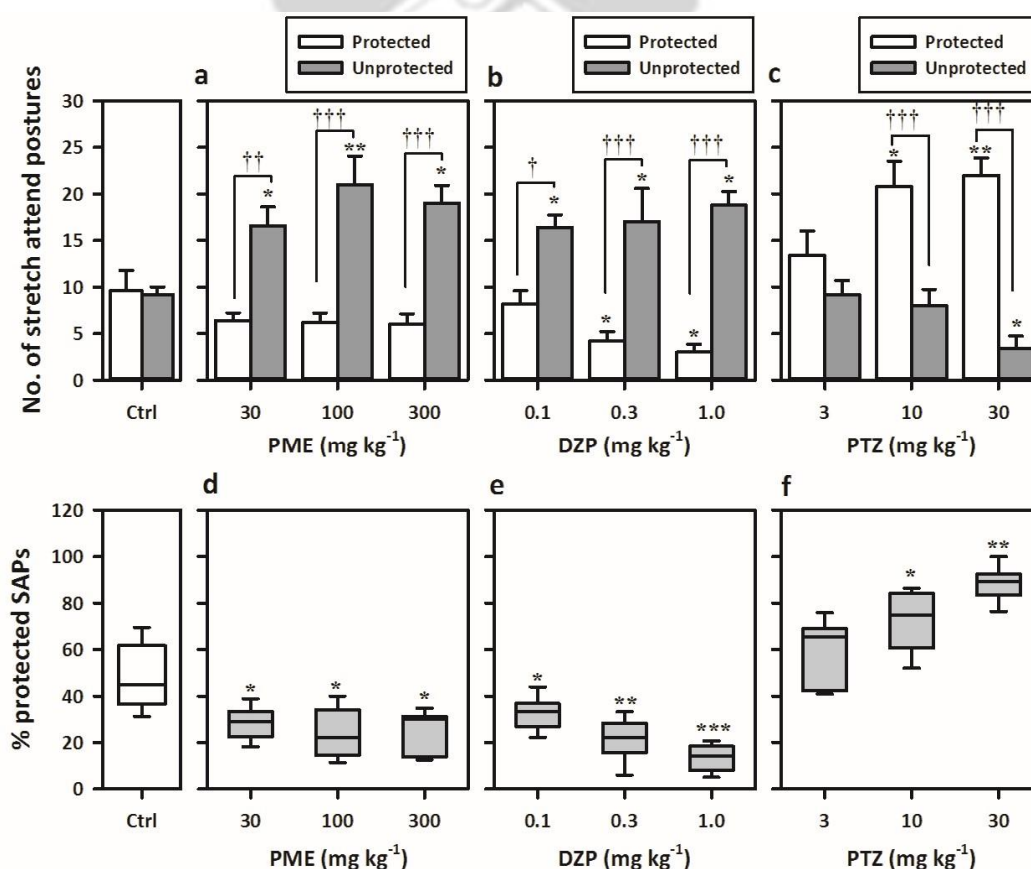 Protected
Unprotected
Protected
Unprotected
Protected
Unprotected
a
b
c
No. of stretch attend postures
30
25
20
15
10
5
0
††
*
†††
**
†††
*
†
*
†††
*
*
†††
*
*
†††
*
†††
**
*
Ctrl
30 100 300
PME (mg kg⁻¹)
0.1 0.3 1.0
DZP (mg kg⁻¹)
3 10 30
PTZ (mg kg⁻¹)
d
e
f
% protected SAPs
120
100
80
60
40
20
0
* * *
* ** ***
* **
Ctrl
30 100 300
PME (mg kg⁻¹)
0.1 0.3 1.0
DZP (mg kg⁻¹)
3 10 30
PTZ (mg kg⁻¹)